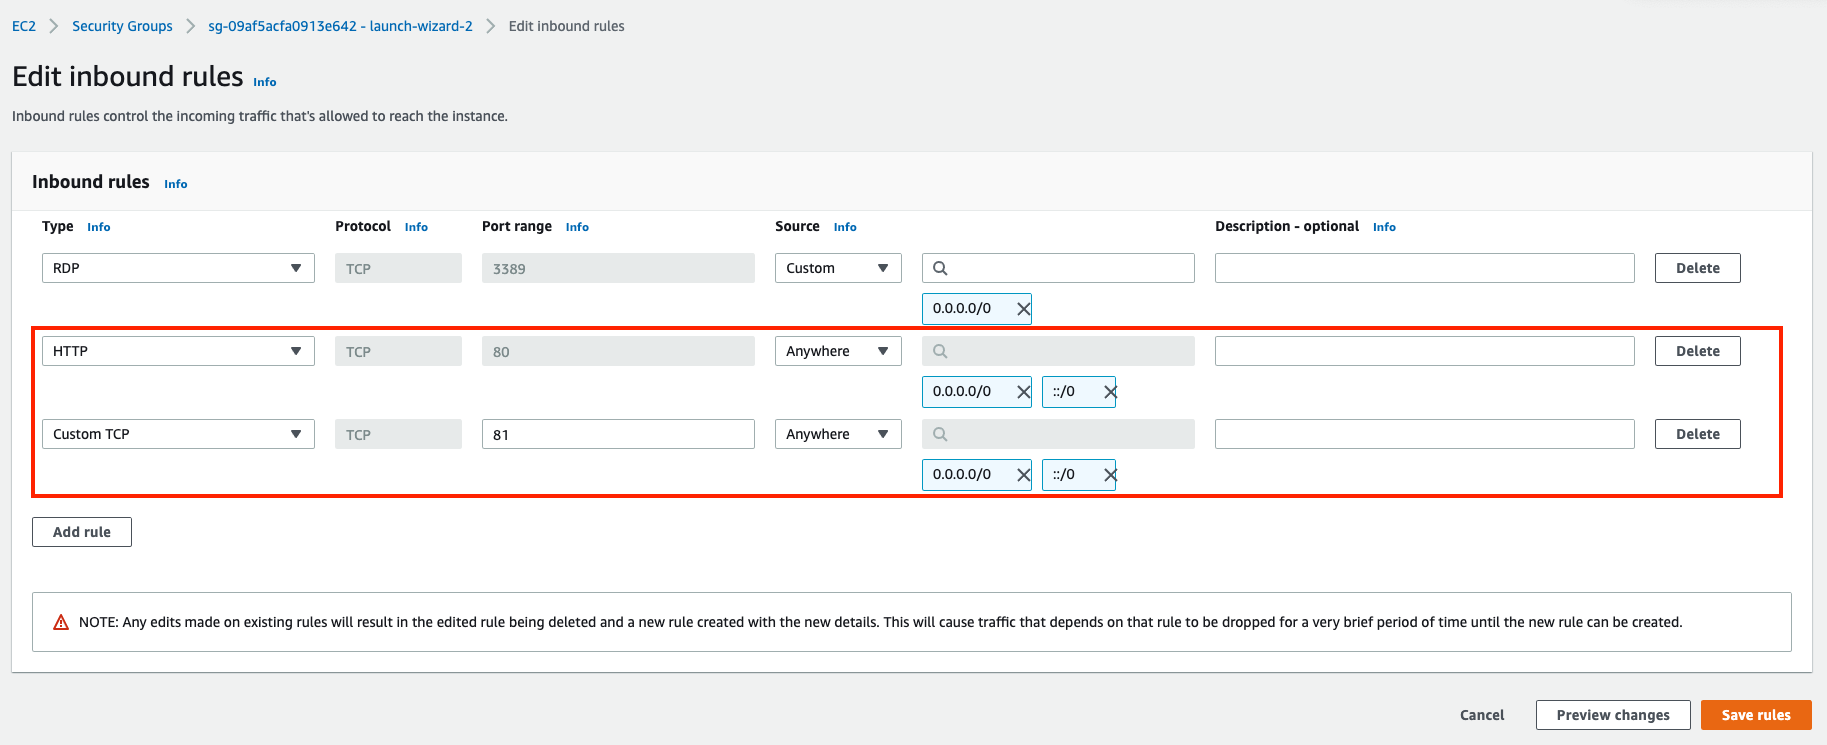 EC2 > Security Groups > sg-09af5acfa0913e642 - launch-wizard-2 > Edit inbound rules
Edit inbound rules Info
Inbound rules control the incoming traffic that's allowed to reach the instance.
Inbound rules Info
Type Info Protocol Info Port range Info Source Info Description - optional Info
RDP TCP 3389 Custom Delete
0.0.0.0/0
HTTP TCP 80 Anywhere Delete
0.0.0.0/0 ::/0
Custom TCP TCP 81 Anywhere Delete
0.0.0.0/0 ::/0
Add rule
NOTE: Any edits made on existing rules will result in the edited rule being deleted and a new rule created with the new details. This will cause traffic that depends on that rule to be dropped for a very brief period of time until the new rule can be created.
Cancel Preview changes Save rules